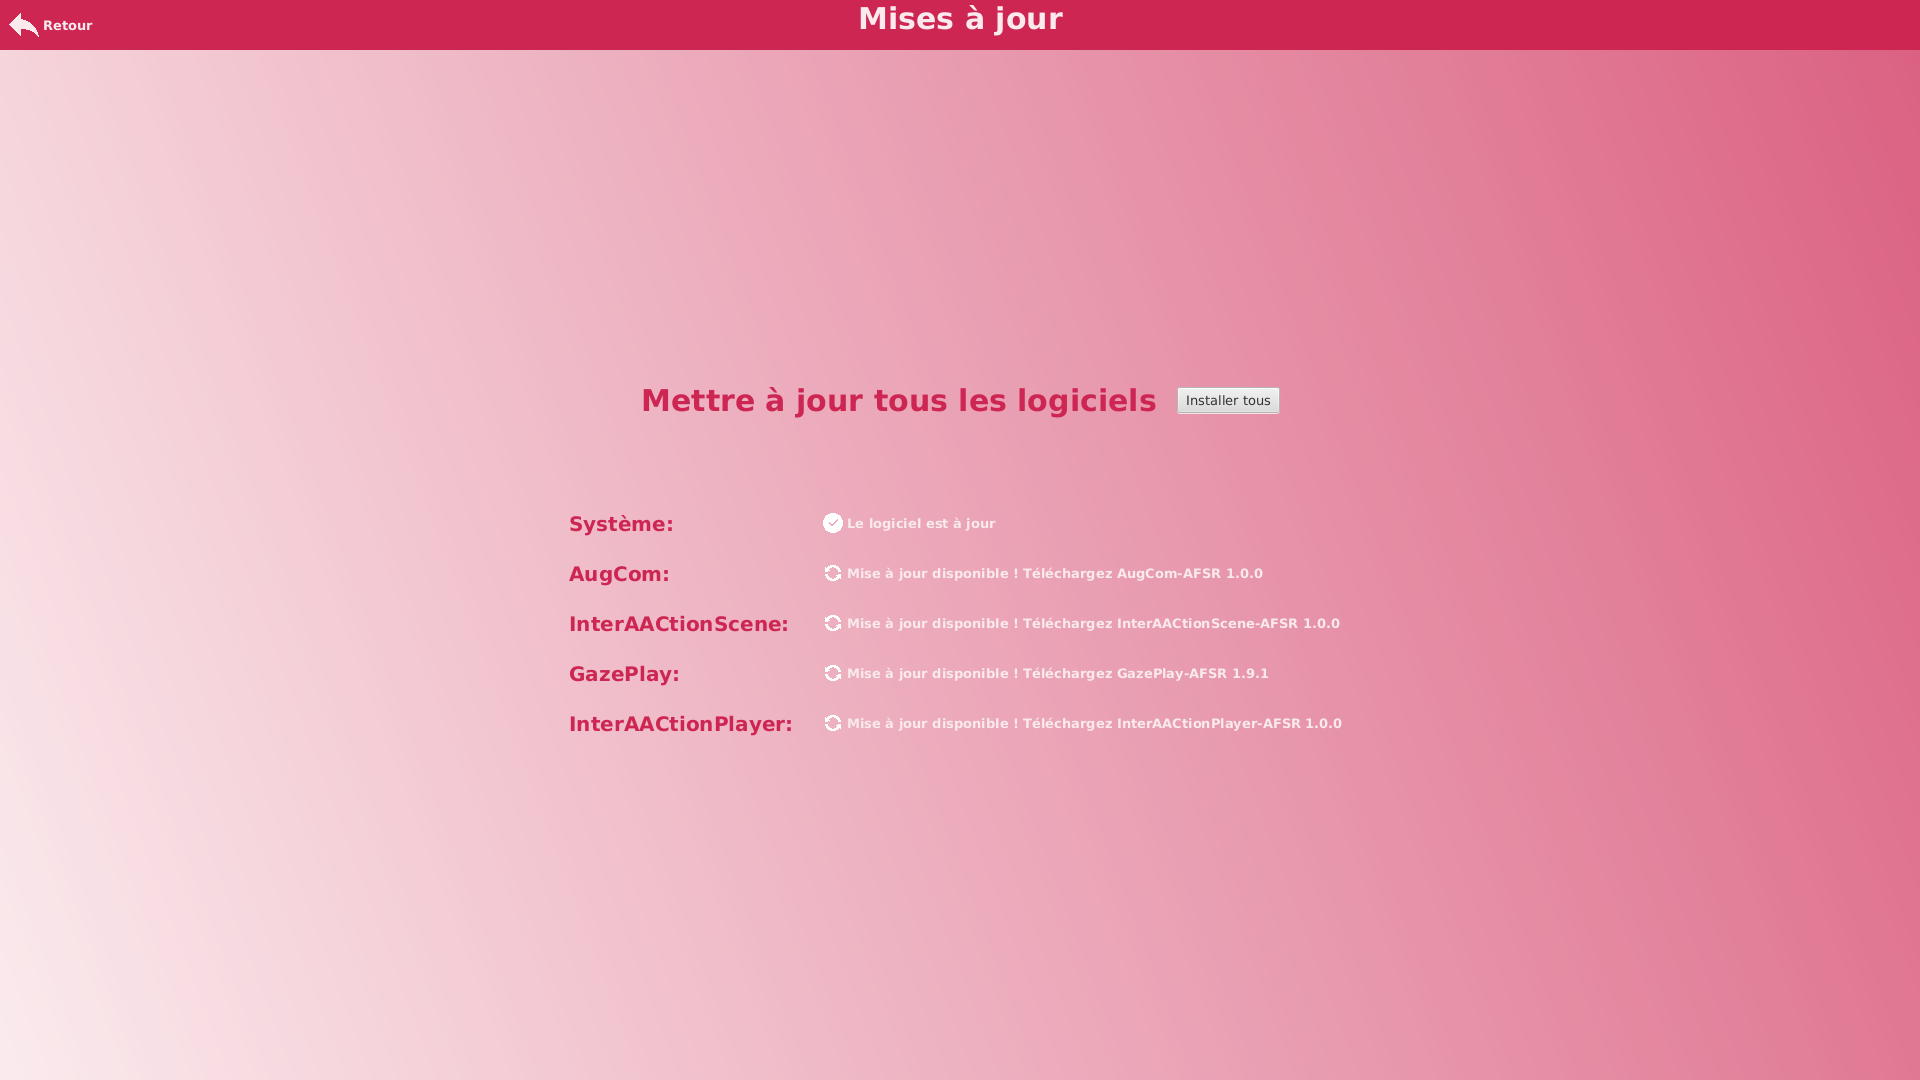 Retour
Mises à jour
Mettre à jour tous les logiciels
Installer tous
Système:
Le logiciel est à jour
AugCom:
Mise à jour disponible ! Téléchargez AugCom-AFSR 1.0.0
InterAACtionScene:
Mise à jour disponible ! Téléchargez InterAACtionScene-AFSR 1.0.0
GazePlay:
Mise à jour disponible ! Téléchargez GazePlay-AFSR 1.9.1
InterAACtionPlayer:
Mise à jour disponible ! Téléchargez InterAACtionPlayer-AFSR 1.0.0